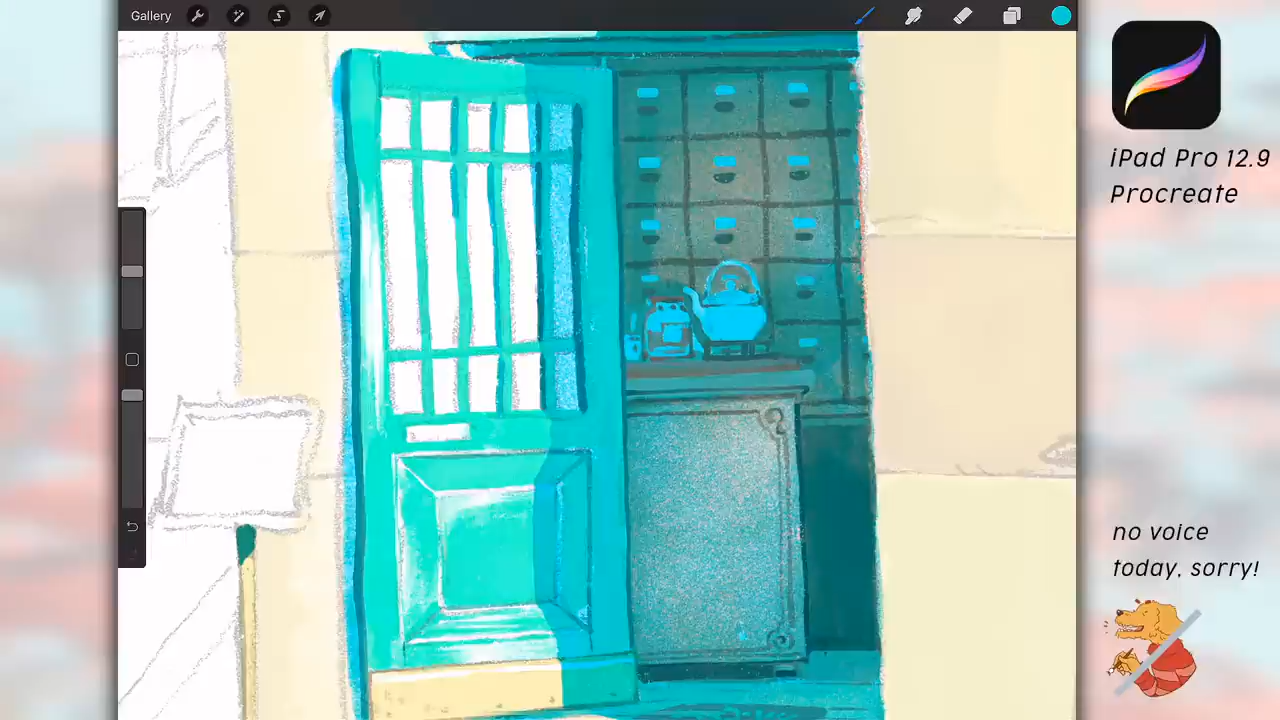 Gallery
iPad Pro 12.9
Procreate
no voice
today, sorry!